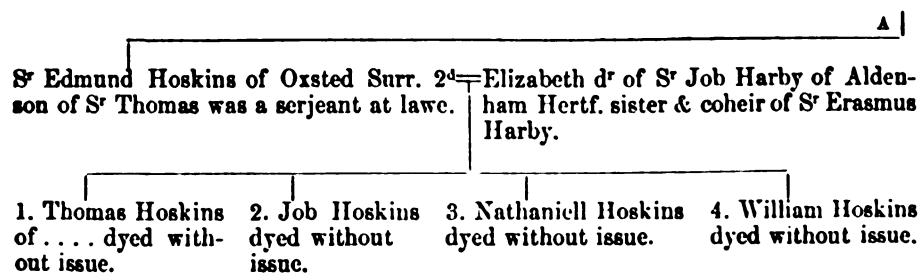 A
Sr Edmund Hoskins of Oxsted Surr. 2d
son of Sr Thomas was a serjeant at lawe.
Elizabeth dr of Sr Job Harby of Alden-
ham Hertf. sister & coheir of Sr Erasmus
Harby.
1. Thomas Hoskins
of .... dyed with-
out issue.
2. Job Hoskins
dyed without
issue.
3. Nathaniell Hoskins
dyed without issue.
4. William Hoskins
dyed without issue.